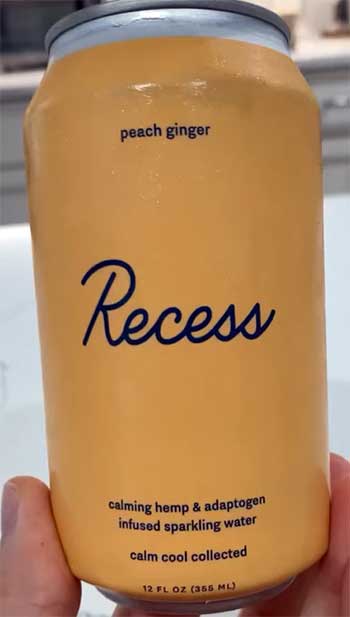 peach ginger
Recess
calming hemp & adaptogen
infused sparkling water
calm cool collected
12 FL OZ (355 ML)